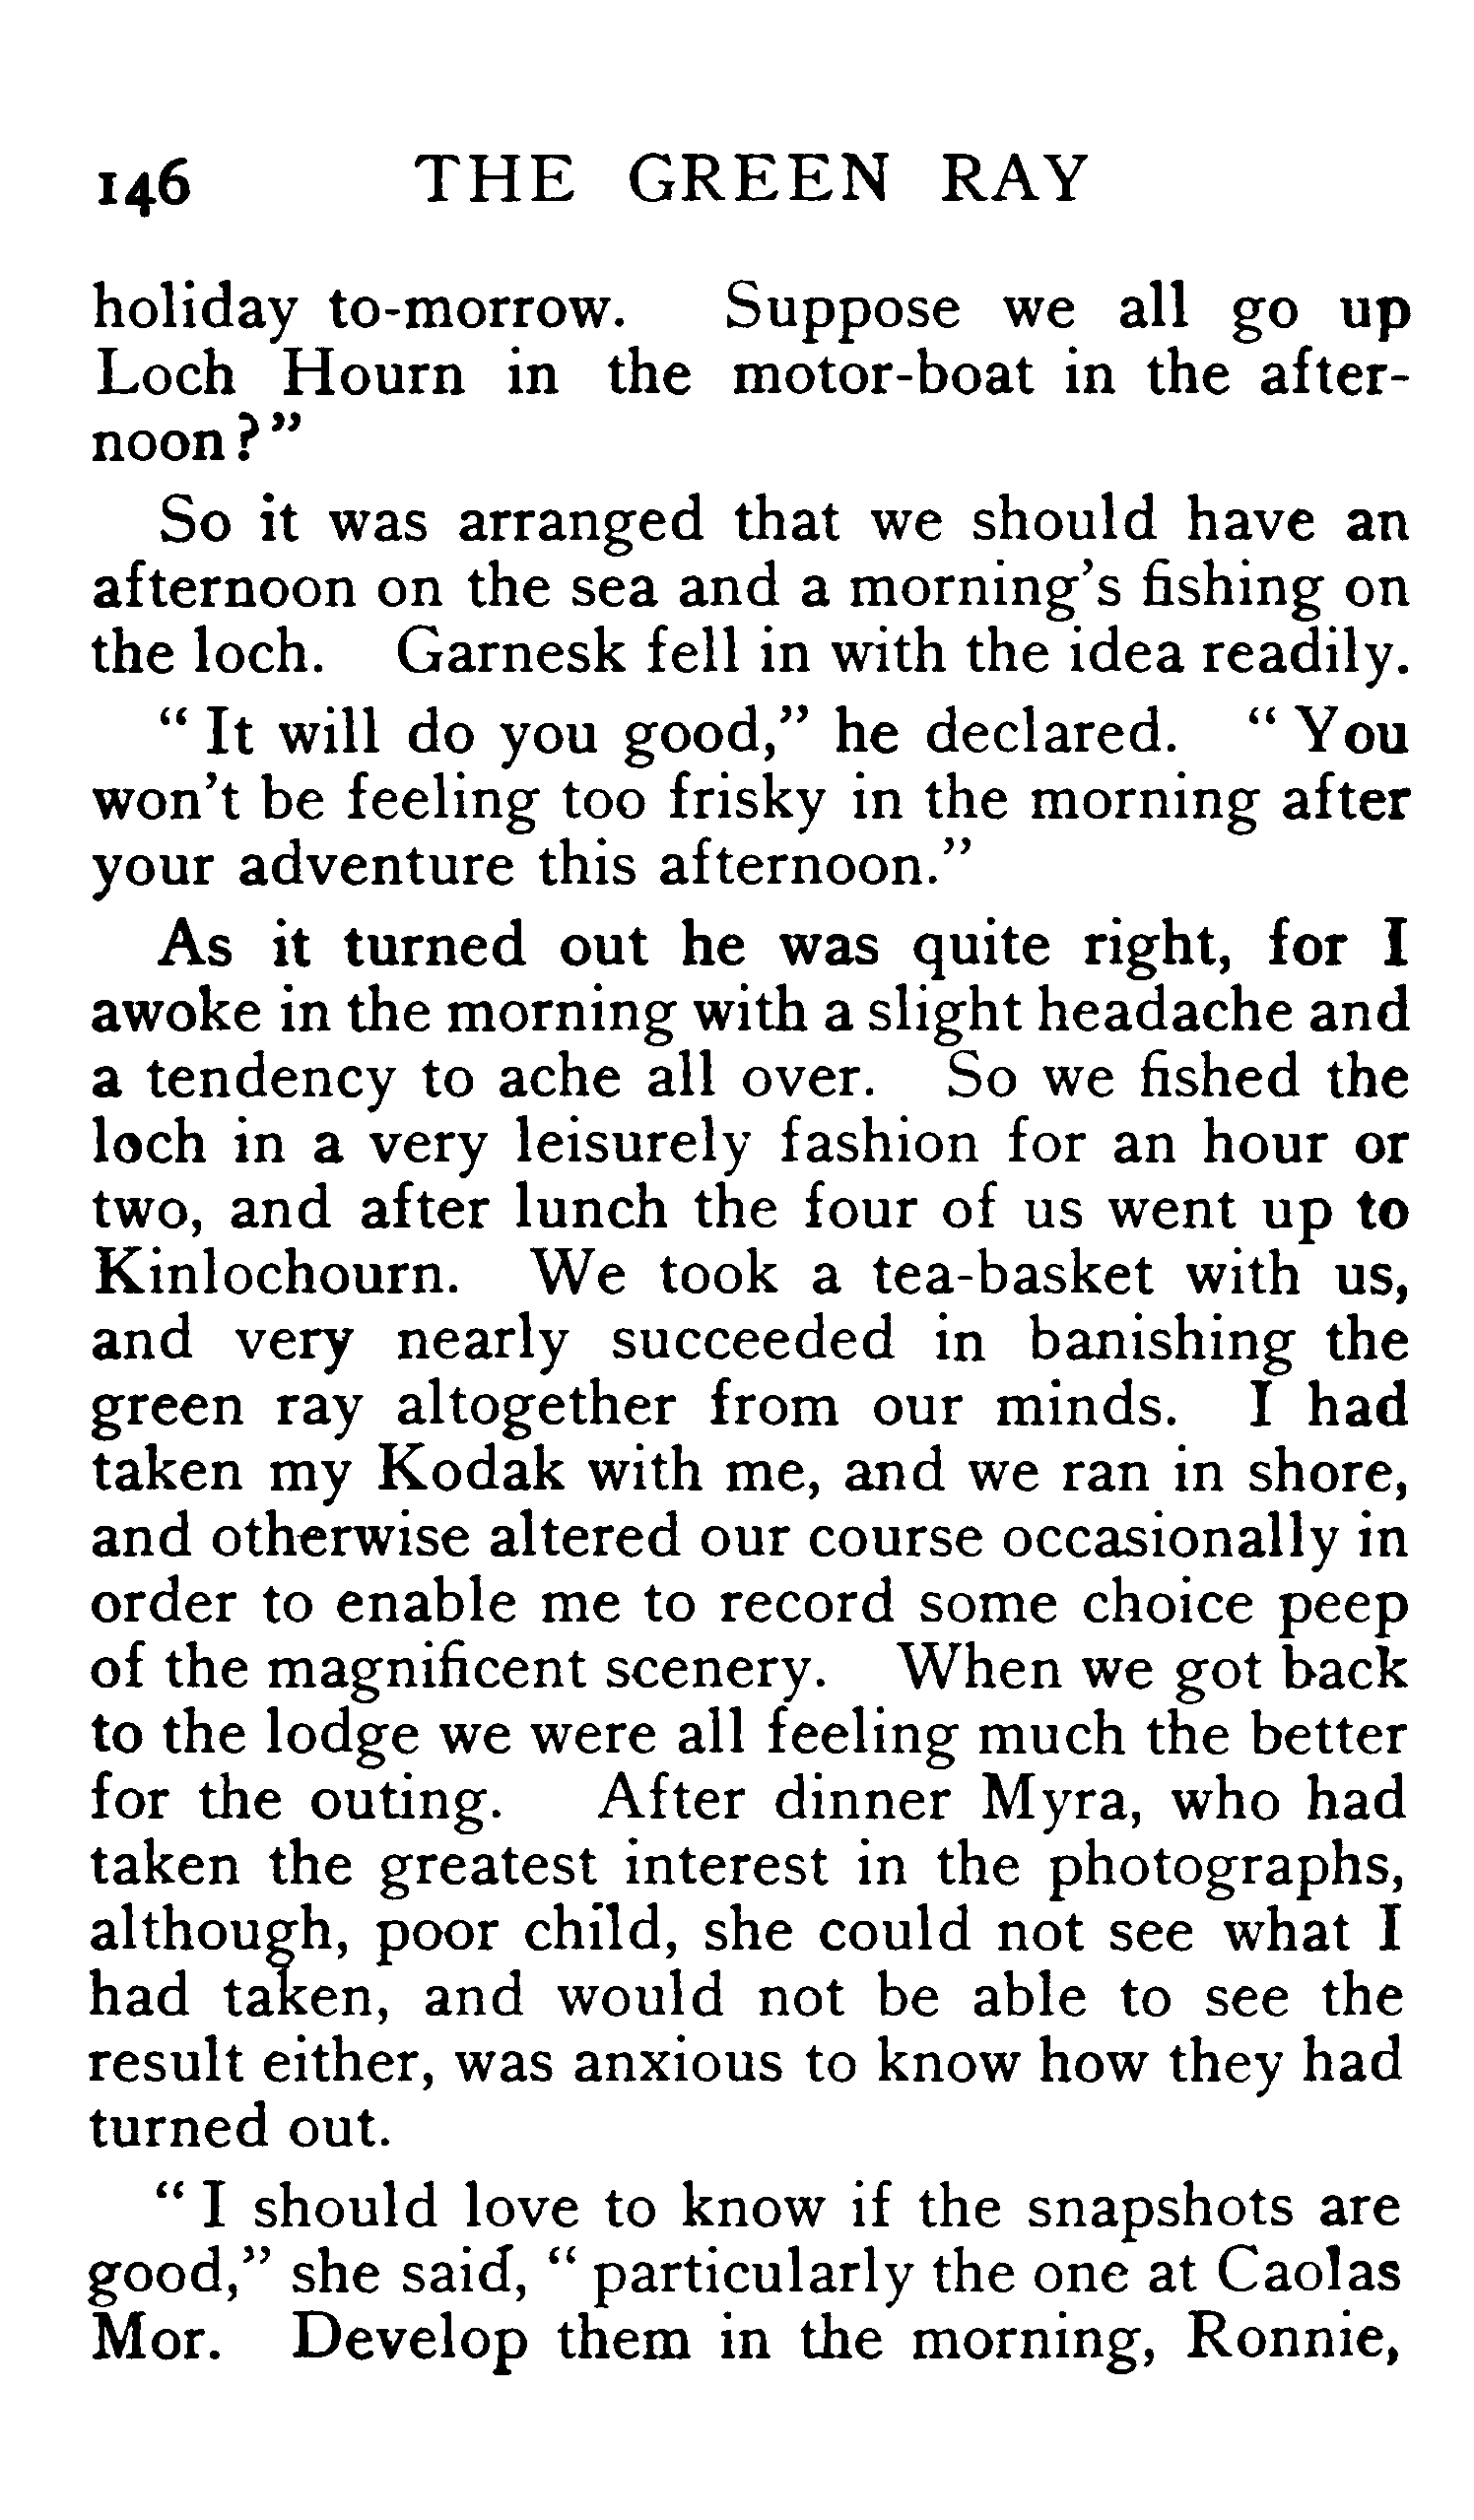 146 THE GREEN RAY
holiday to-morrow. Suppose we all go up
Loch Hourn in the motor-boat in the after-
noon?"
So it was arranged that we should have an
afternoon on the sea and a morning's fishing on
the loch. Garnesk fell in with the idea readily.
"It will do you good," he declared. "You
won't be feeling too frisky in the morning after
your adventure this afternoon."
As it turned out he was quite right, for I
awoke in the morning with a slight headache and
a tendency to ache all over. So we fished the
loch in a very leisurely fashion for an hour or
two, and after lunch the four of us went up to
Kinlochourn. We took a tea-basket with us,
and very nearly succeeded in banishing the
green ray altogether from our minds. I had
taken my Kodak with me, and we ran in shore,
and otherwise altered our course occasionally in
order to enable me to record some choice peep
of the magnificent scenery. When we got back
to the lodge we were all feeling much the better
for the outing. After dinner Myra, who had
taken the greatest interest in the photographs,
although, poor child, she could not see what I
had taken, and would not be able to see the
result either, was anxious to know how they had
turned out.
"I should love to know if the snapshots are
good," she said, "particularly the one at Caolas
Mor. Develop them in the morning, Ronnie,